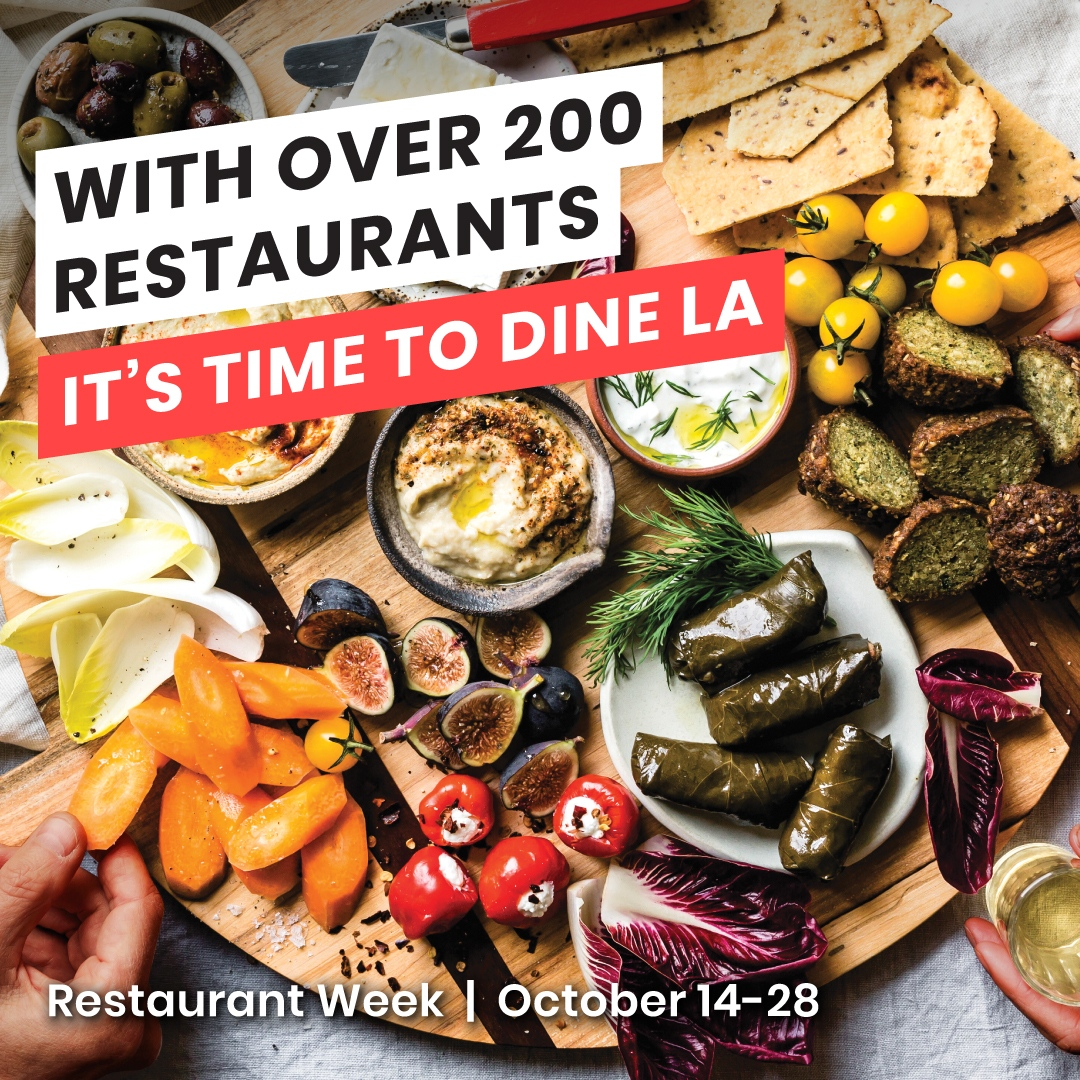 WITH OVER 200
RESTAURANTS
IT’S TIME TO DINE LA
Restaurant Week | October 14-28